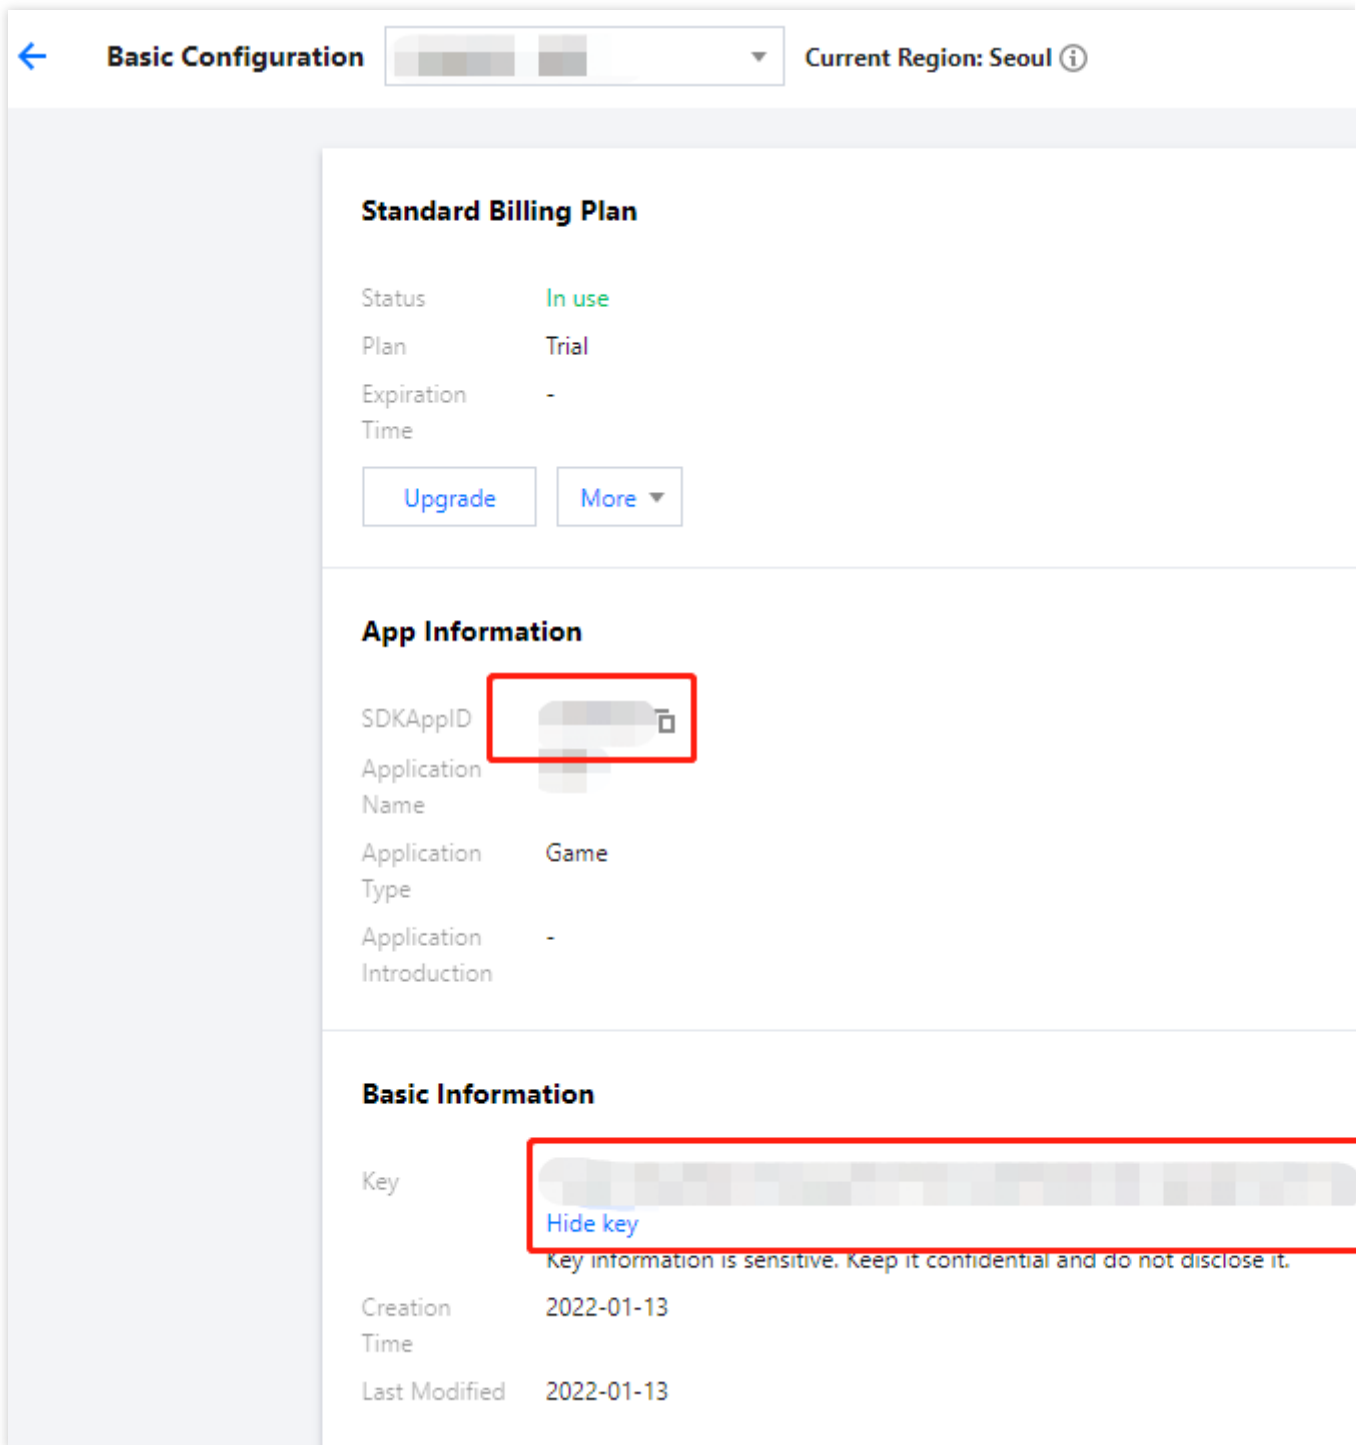 Basic Configuration
Current Region: Seoul
Standard Billing Plan
Status In use
Plan Trial
Expiration -
Time
Upgrade More
App Information
SDKAppID
Application
Name
Application Game
Type
Application -
Introduction
Basic Information
Key
Hide key
Key information is sensitive. Keep it confidential and do not disclose it.
Creation 2022-01-13
Time
Last Modified 2022-01-13